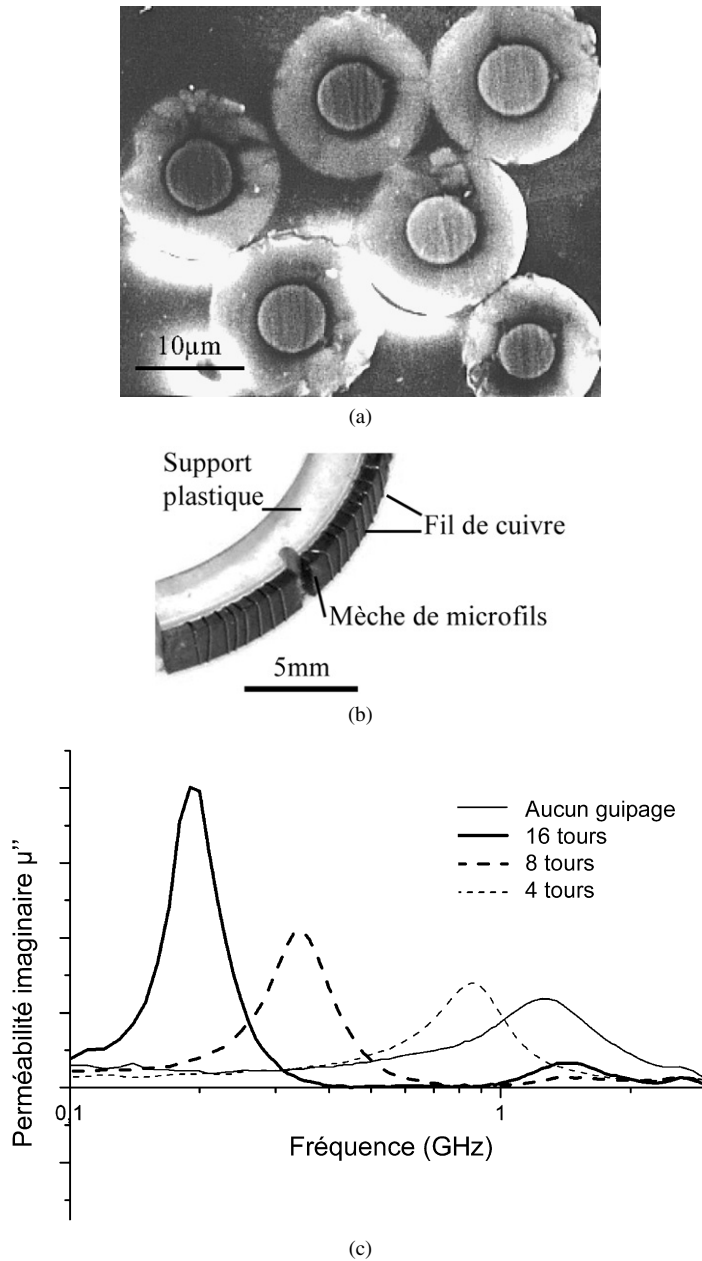 10µm
(a)
Support
plastique
Fil de cuivre
Mèche de microfils
5mm
(b)
Aucun guipage
16 tours
8 tours
4 tours
Perméabilité imaginaire µ’’
0,1
1
Fréquence (GHz)
(c)